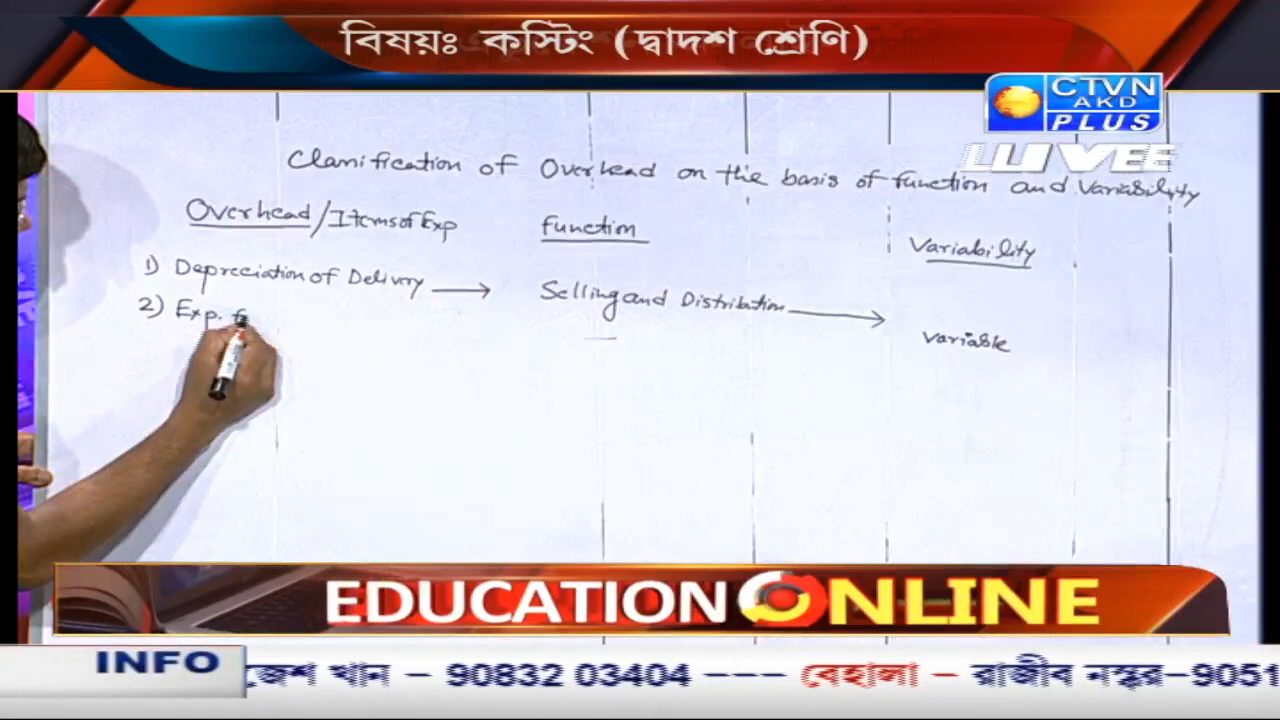 বিষয়ঃ কস্টিং (দ্বাদশ শ্রেণি)
CTVN
AKD
PLUS
Classification of Overhead on the basis of function and Variability
Overhead/Items of Exp Function Variability
1) Depreciation of Delivery → Selling and Distribution → Variable
2) Exp.
EDUCATION ONLINE
INFO খান – 90832 03404 --- বেহালা – রাজীব নস্কর–9051